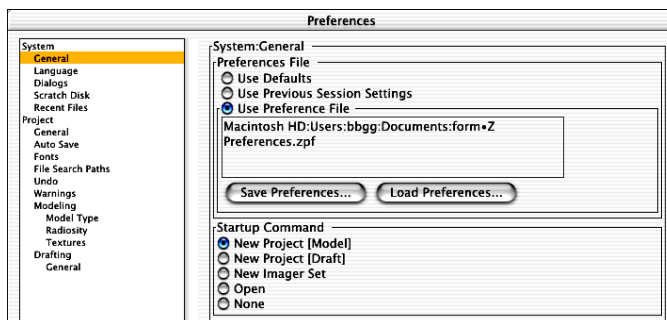 Preferences
System
General
Language
Dialogs
Scratch Disk
Recent Files
Project
General
Auto Save
Fonts
File Search Paths
Undo
Warnings
Modeling
Model Type
Radiosity
Textures
Drafting
General
System:General
Preferences File
Use Defaults
Use Previous Session Settings
Use Preference File
Macintosh HD:Users:bbgg:Documents:form•Z
Preferences.zpf
Save Preferences... Load Preferences...
Startup Command
New Project [Model]
New Project [Draft]
New Imager Set
Open
None